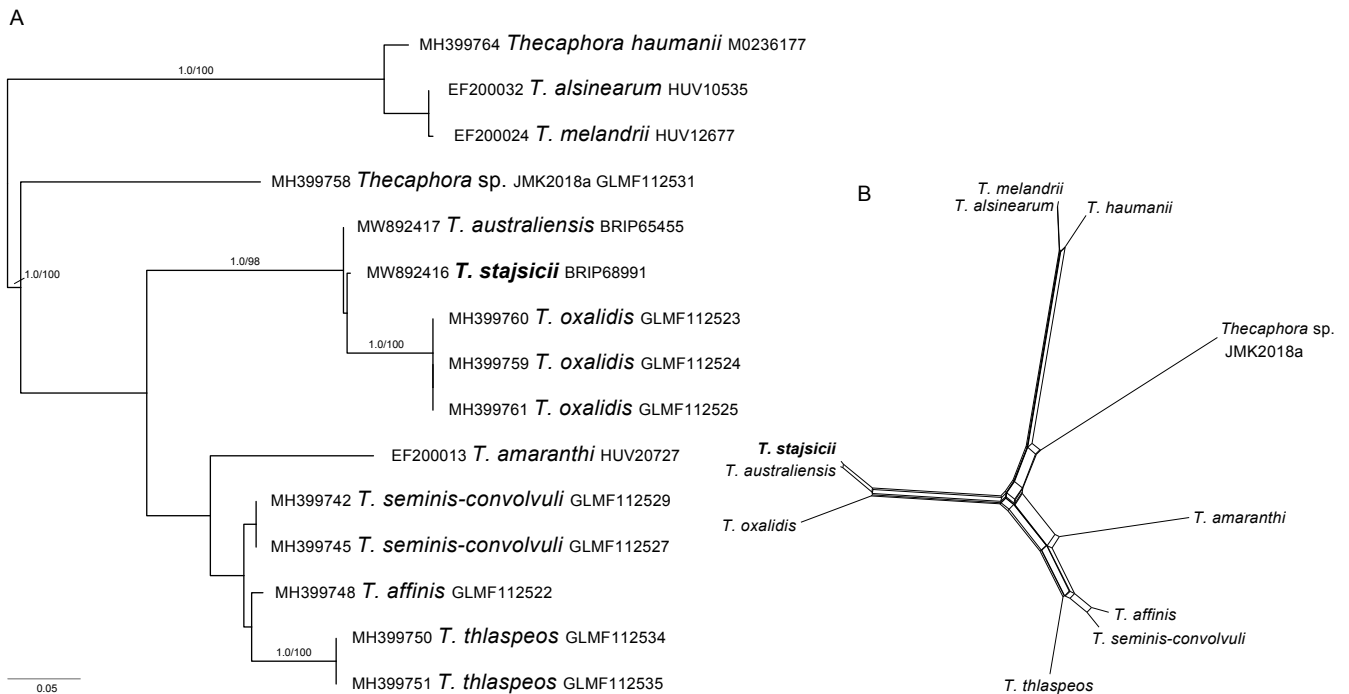 A
MH399764 Thecaphora haumanii M0236177
1.0/100
EF200032 T. alsinearum HUV10535
EF200024 T. melandrii HUV12677
MH399758 Thecaphora sp. JMK2018a GLMF112531
MW892417 T. australiensis BRIP65455
1.0/98
1.0/100
MW892416 T. stajsicii BRIP68991
MH399760 T. oxalidis GLMF112523
1.0/100
MH399759 T. oxalidis GLMF112524
MH399761 T. oxalidis GLMF112525
EF200013 T. amaranthi HUV20727
MH399742 T. seminis-convolvuli GLMF112529
MH399745 T. seminis-convolvuli GLMF112527
MH399748 T. affinis GLMF112522
MH399750 T. thlaspeos GLMF112534
1.0/100
MH399751 T. thlaspeos GLMF112535
0.05
B
T. melandrii
T. alsinearum
T. haumanii
Thecaphora sp.
JMK2018a
T. stajsicii
T. australiensis
T. oxalidis
T. amaranthi
T. affinis
T. seminis-convolvuli
T. thlaspeos